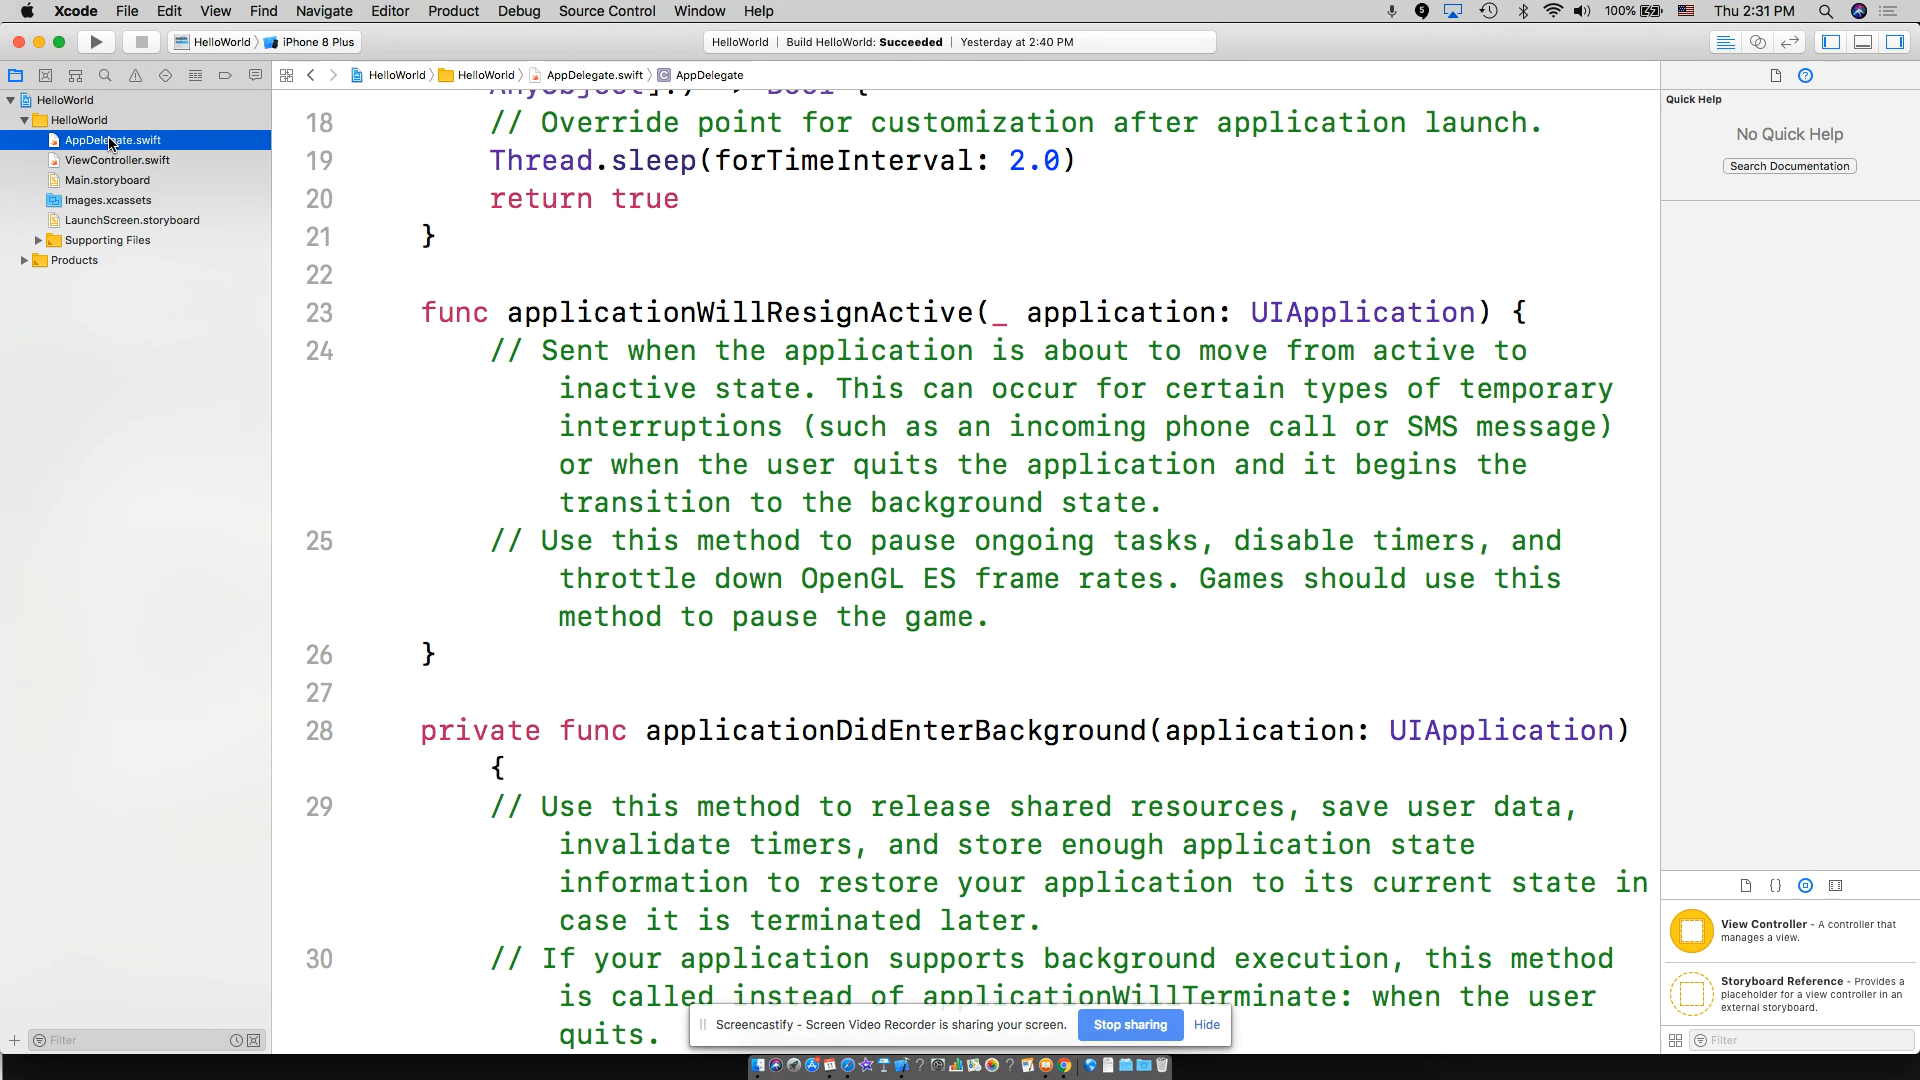 Xcode File Edit View Find Navigate Editor Product Debug Source Control Window Help
100% Thu 2:31 PM
HelloWorld iPhone 8 Plus
HelloWorld | Build HelloWorld: Succeeded | Yesterday at 2:40 PM
HelloWorld HelloWorld AppDelegate.swift C AppDelegate
HelloWorld
HelloWorld
AppDelegate.swift
ViewController.swift
Main.storyboard
Images.xcassets
LaunchScreen.storyboard
Supporting Files
Products
Filter
AnyObject]?) -> Bool {
18 // Override point for customization after application launch.
19 Thread.sleep(forTimeInterval: 2.0)
20 return true
21 }
22
23 func applicationWillResignActive(_ application: UIApplication) {
24 // Sent when the application is about to move from active to
inactive state. This can occur for certain types of temporary
interruptions (such as an incoming phone call or SMS message)
or when the user quits the application and it begins the
transition to the background state.
25 // Use this method to pause ongoing tasks, disable timers, and
throttle down OpenGL ES frame rates. Games should use this
method to pause the game.
26 }
27
28 private func applicationDidEnterBackground(application: UIApplication)
{
29 // Use this method to release shared resources, save user data,
invalidate timers, and store enough application state
information to restore your application to its current state in
case it is terminated later.
30 // If your application supports background execution, this method
is called instead of applicationWillTerminate: when the user
quits.
Screencastify - Screen Video Recorder is sharing your screen. Stop sharing Hide
Quick Help
No Quick Help
Search Documentation
View Controller - A controller that
manages a view.
Storyboard Reference - Provides a
placeholder for a view controller in an
external storyboard.
Filter